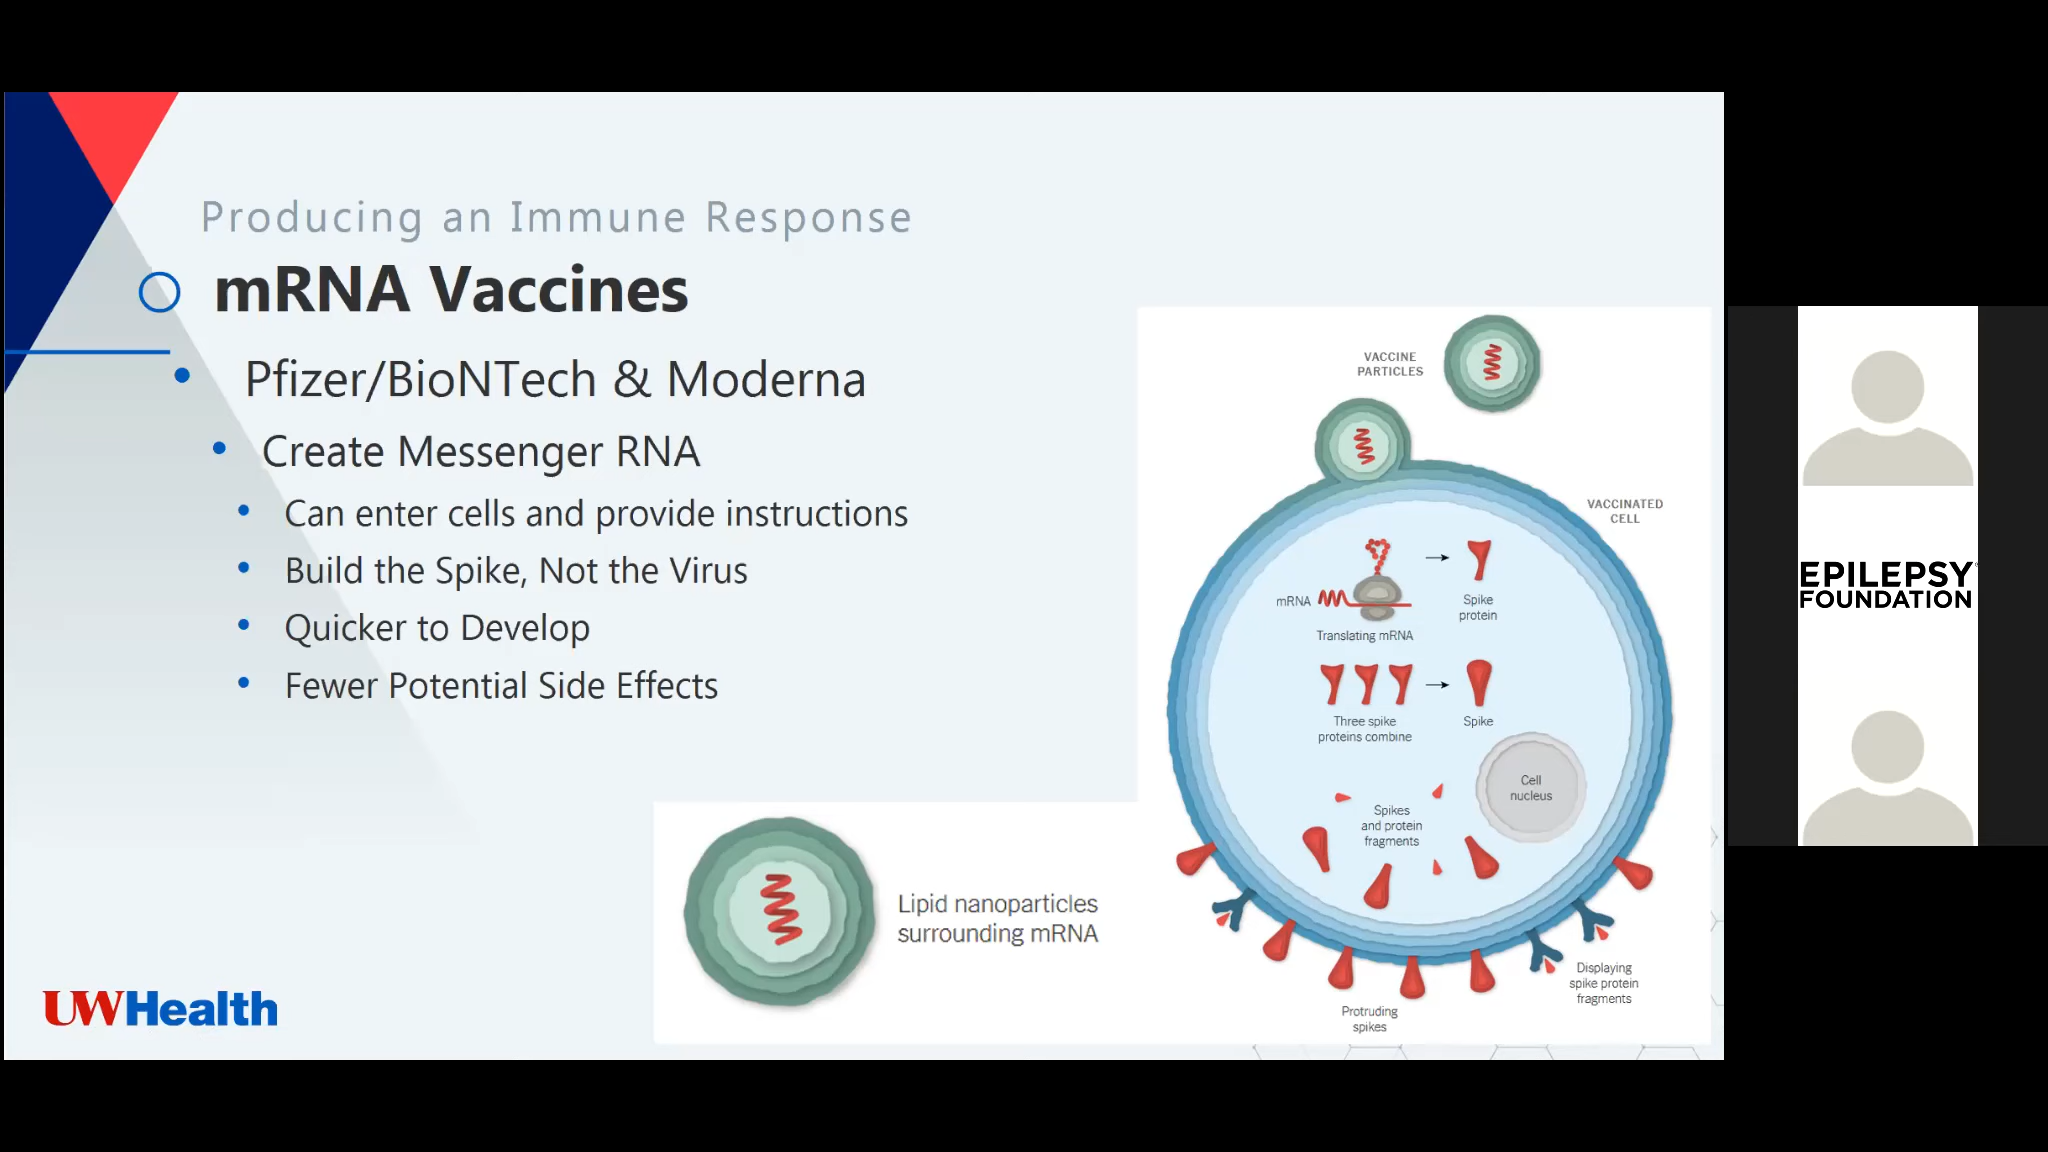 Producing an Immune Response
mRNA Vaccines
• Pfizer/BioNTech & Moderna
• Create Messenger RNA
• Can enter cells and provide instructions
• Build the Spike, Not the Virus
• Quicker to Develop
• Fewer Potential Side Effects
Lipid nanoparticles
surrounding mRNA
UWHealth
VACCINE
PARTICLES
VACCINATED
CELL
mRNA
Translating mRNA
Spike
protein
Three spike
proteins combine
Spike
Cell
nucleus
Spikes
and protein
fragments
Displaying
spike protein
fragments
Protruding
spikes
EPILEPSY
FOUNDATION